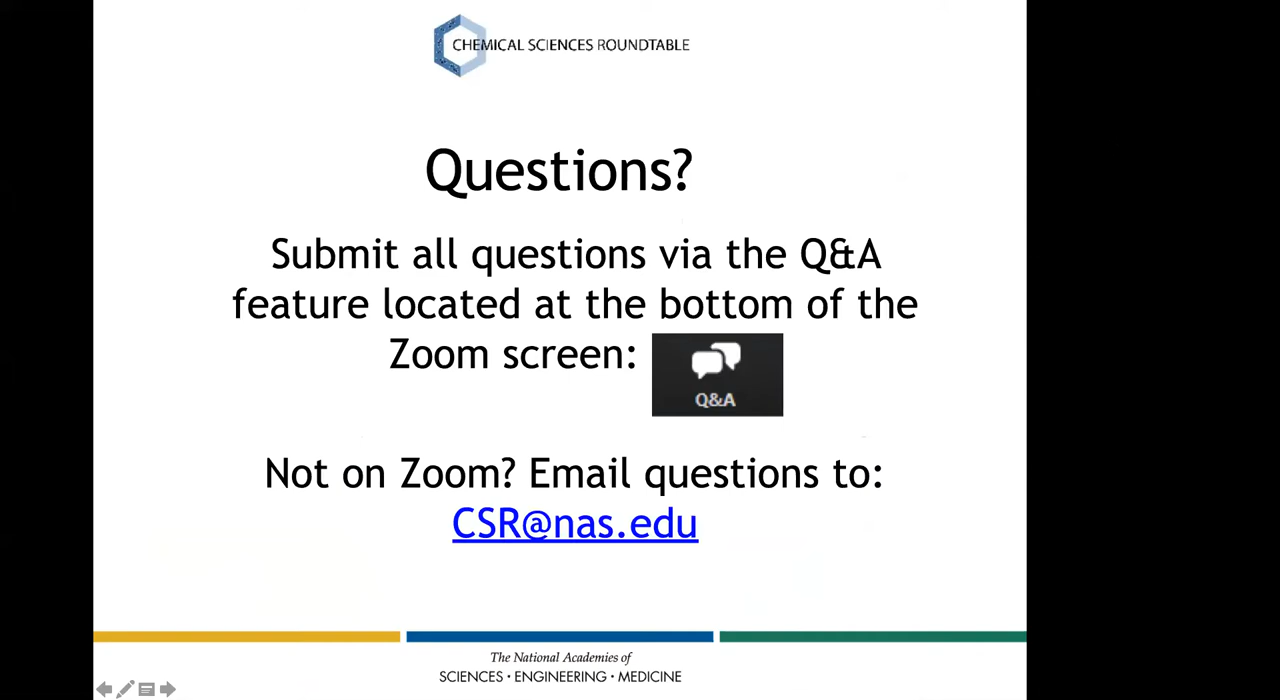 CHEMICAL SCIENCES ROUNDTABLE
Questions?
Submit all questions via the Q&A
feature located at the bottom of the
Zoom screen:
Q&A
Not on Zoom? Email questions to:
CSR@nas.edu
The National Academies of
SCIENCES · ENGINEERING · MEDICINE